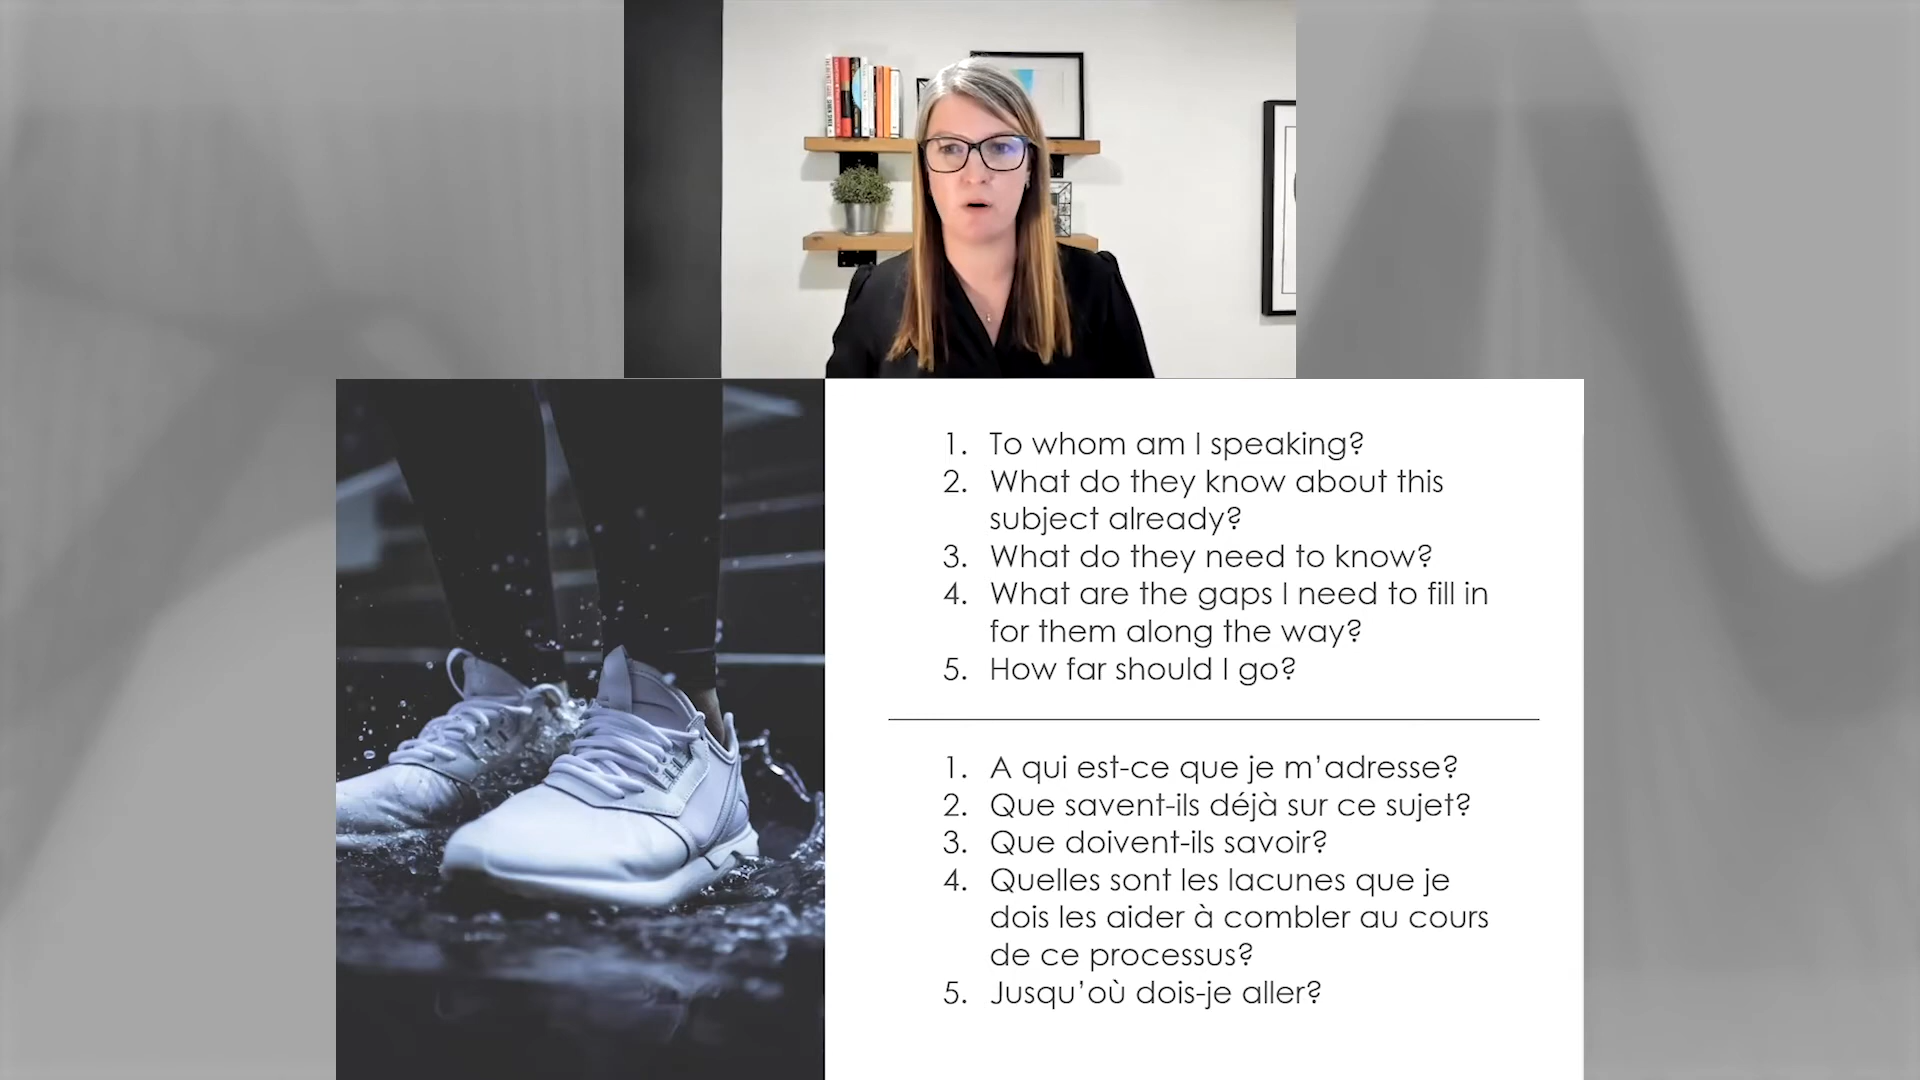 1. To whom am I speaking?
2. What do they know about this
subject already?
3. What do they need to know?
4. What are the gaps I need to fill in
for them along the way?
5. How far should I go?
1. A qui est-ce que je m’adresse?
2. Que savent-ils déjà sur ce sujet?
3. Que doivent-ils savoir?
4. Quelles sont les lacunes que je
dois les aider à combler au cours
de ce processus?
5. Jusqu’où dois-je aller?